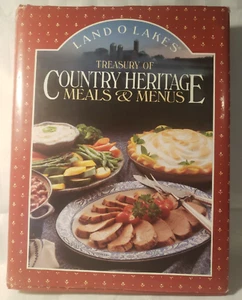 LAND O LAKES®
TREASURY OF
COUNTRY HERITAGE
MEALS & MENUS